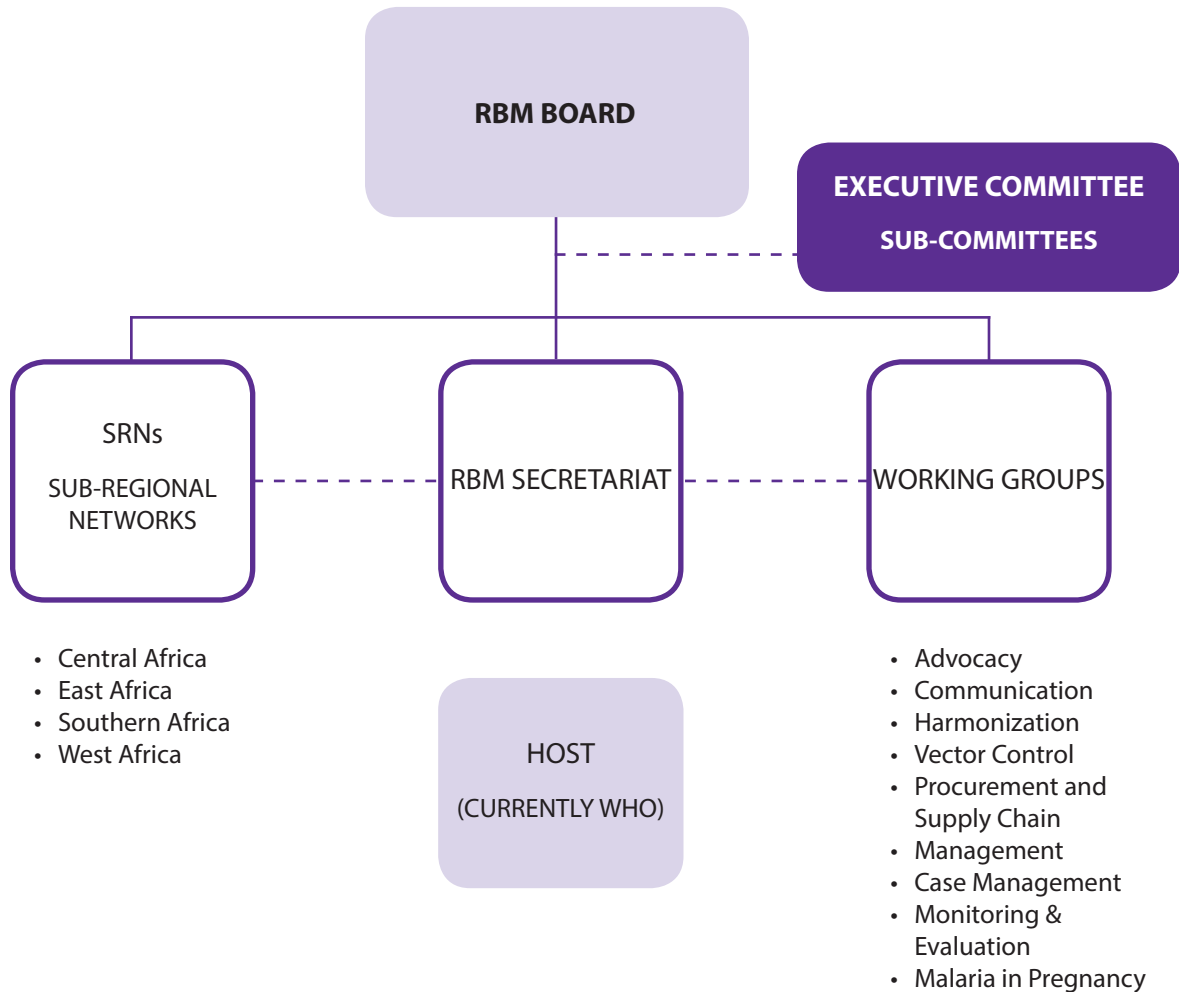 RBM BOARD
EXECUTIVE COMMITTEE
SUB-COMMITTEES
SRNs
SUB-REGIONAL
NETWORKS
RBM SECRETARIAT
WORKING GROUPS
• Central Africa
• East Africa
• Southern Africa
• West Africa
HOST
(CURRENTLY WHO)
• Advocacy
• Communication
• Harmonization
• Vector Control
• Procurement and
Supply Chain
• Management
• Case Management
• Monitoring &
Evaluation
• Malaria in Pregnancy